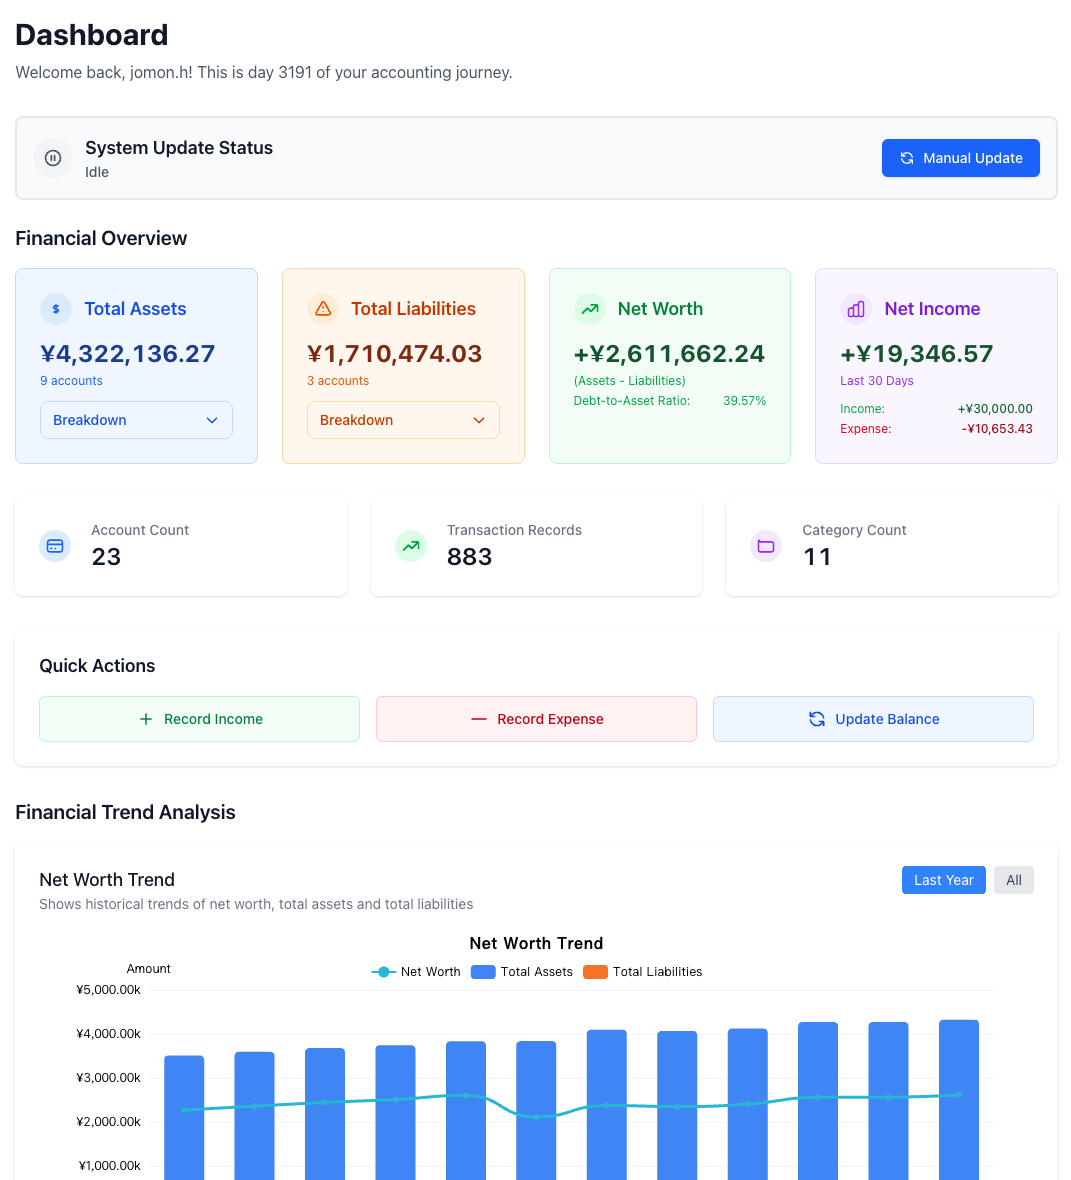 Dashboard
Welcome back, jomon.h! This is day 3191 of your accounting journey.
System Update Status
Idle
Manual Update
Financial Overview
Total Assets
¥4,322,136.27
9 accounts
Breakdown
Total Liabilities
¥1,710,474.03
3 accounts
Breakdown
Net Worth
+¥2,611,662.24
(Assets - Liabilities)
Debt-to-Asset Ratio: 39.57%
Net Income
+¥19,346.57
Last 30 Days
Income: +¥30,000.00
Expense: -¥10,653.43
Account Count
23
Transaction Records
883
Category Count
11
Quick Actions
Record Income
Record Expense
Update Balance
Financial Trend Analysis
Net Worth Trend
Last Year
All
Shows historical trends of net worth, total assets and total liabilities
Net Worth Trend
Amount
Net Worth Total Assets Total Liabilities
¥5,000.00k
¥4,000.00k
¥3,000.00k
¥2,000.00k
¥1,000.00k